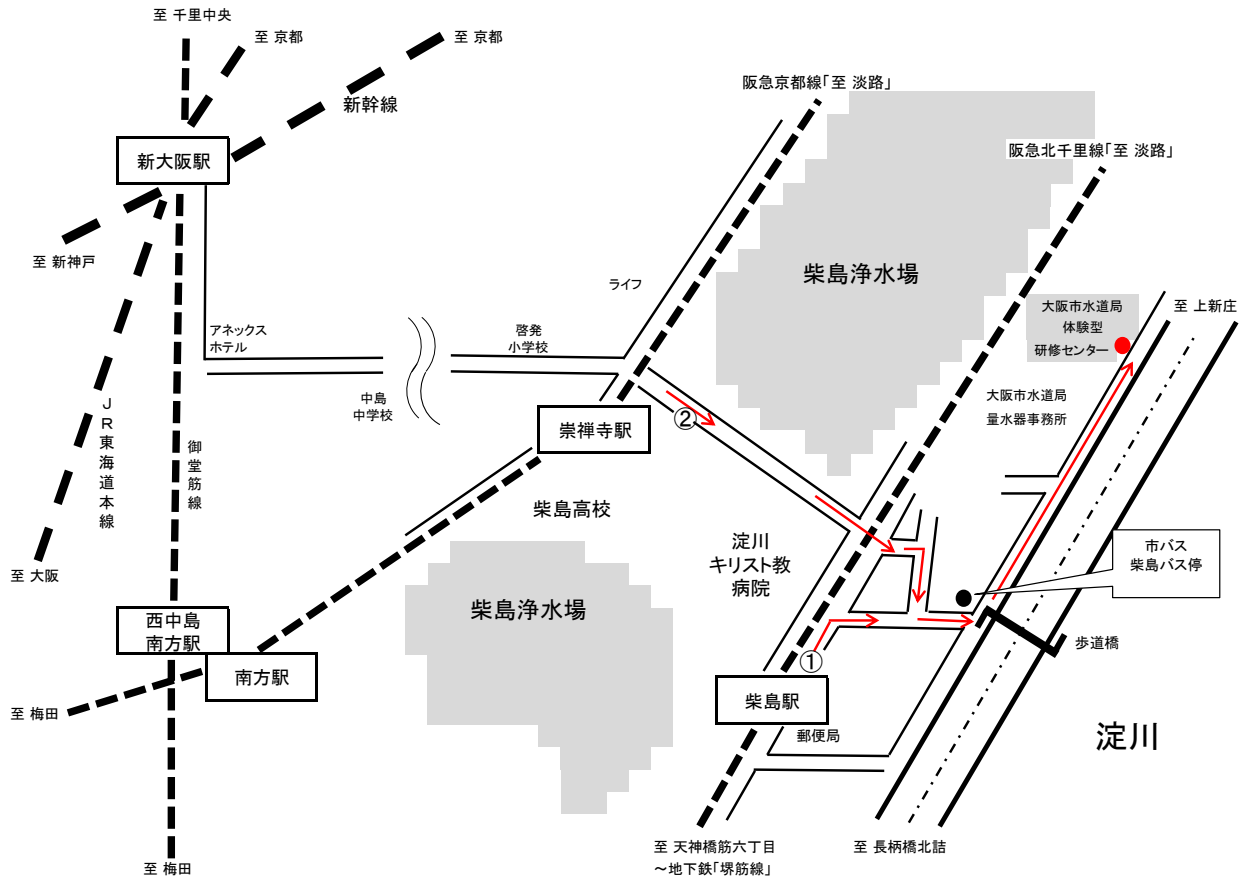 至 千里中央
至 京都
至 京都
新幹線
新大阪駅
至 新神戸
阪急京都線「至 淡路」
阪急北千里線「至 淡路」
柴島浄水場
ライフ
アネックス
ホテル
啓発
小学校
中島
中学校
大阪市水道局
体験型
研修センター
至 上新庄
大阪市水道局
量水器事務所
JR東海道本線
御堂筋線
崇禅寺駅
②
柴島高校
淀川
キリスト教
病院
市バス
柴島バス停
至 大阪
西中島
南方駅
南方駅
柴島浄水場
①
歩道橋
柴島駅
至 梅田
郵便局
淀川
至 梅田
至 天神橋筋六丁目
～地下鉄「堺筋線」
至 長柄橋北詰